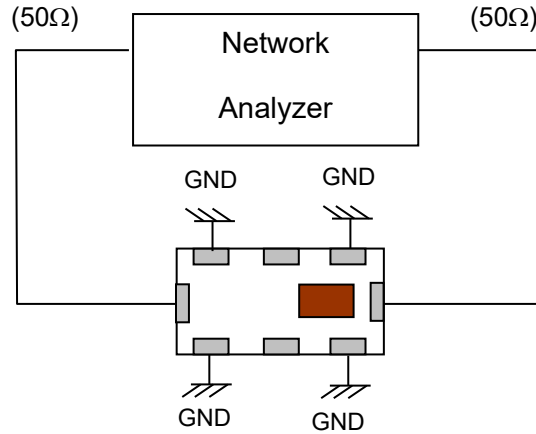 (50Ω)
(50Ω)
Network
Analyzer
GND
GND
GND
GND